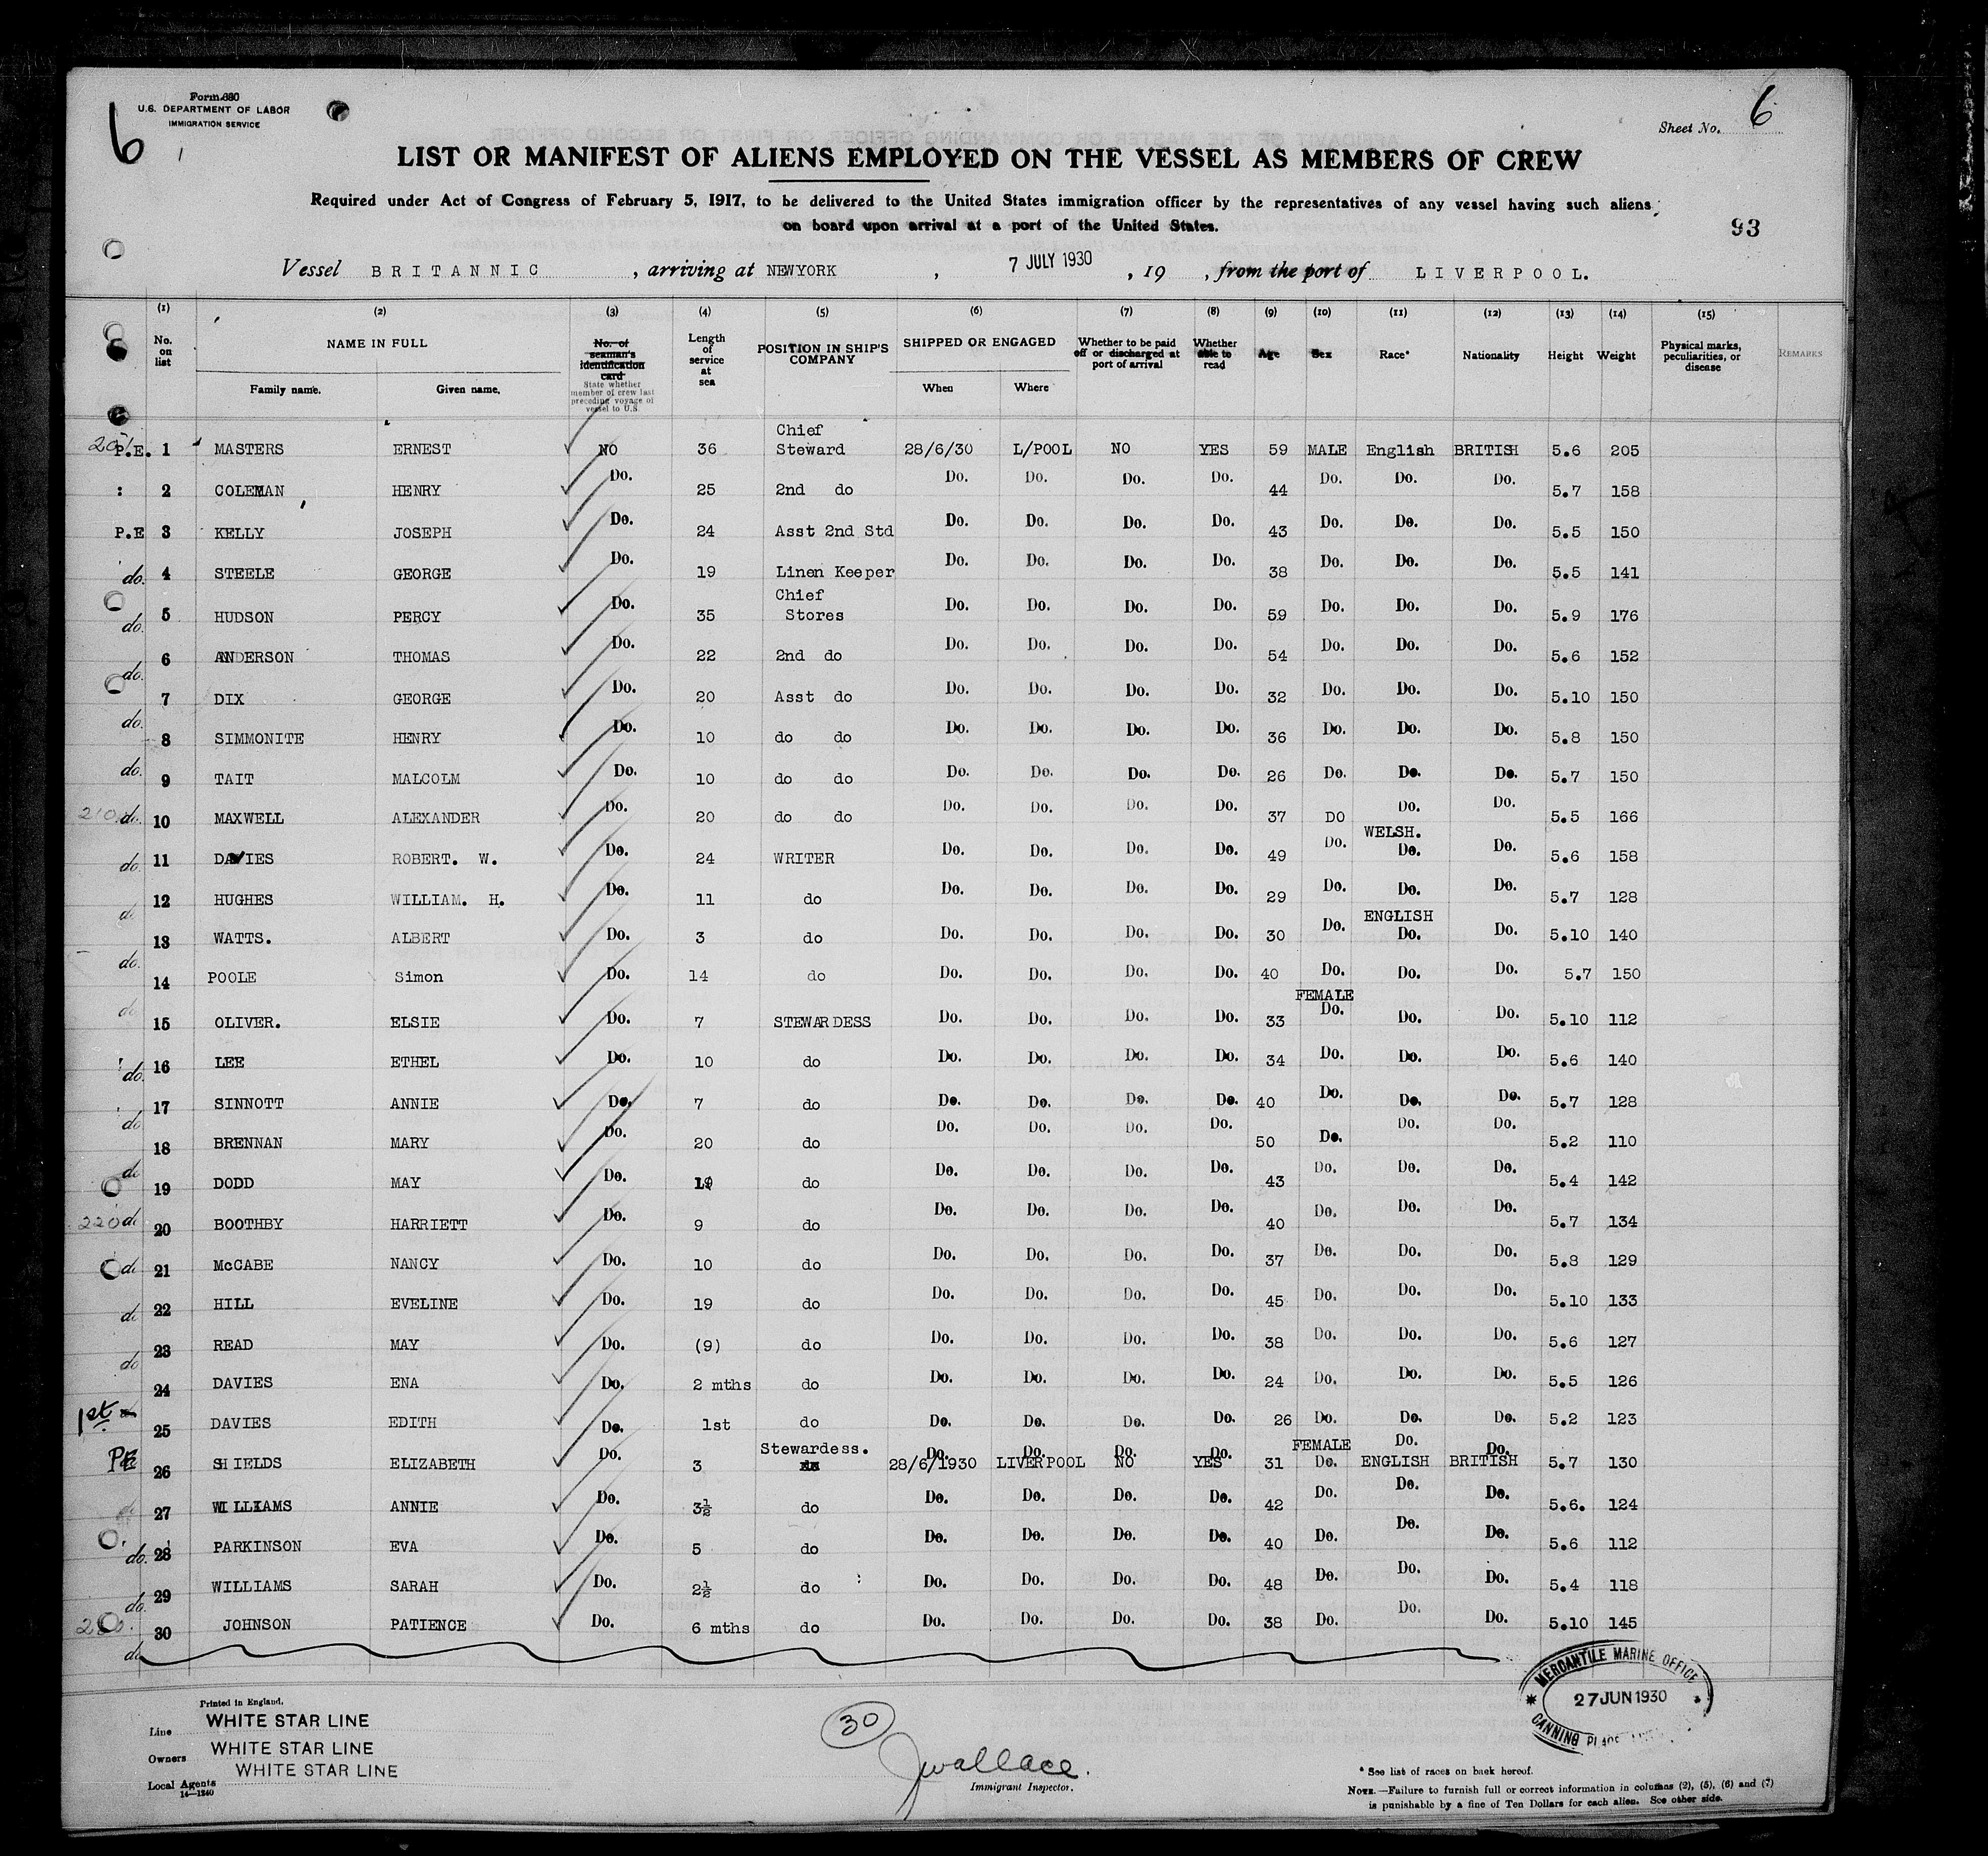 Form 680
U.S. DEPARTMENT OF LABOR
IMMIGRATION SERVICE
6
6
Sheet No.
LIST OR MANIFEST OF ALIENS EMPLOYED ON THE VESSEL AS MEMBERS OF CREW
Required under Act of Congress of February 5, 1917, to be delivered to the United States immigration officer by the representatives of any vessel having such aliens
on board upon arrival at a port of the United States.
93
Vessel BRITANNIC , arriving at NEWYORK , 7 JULY 1930 , 19 , from the port of LIVERPOOL.
(1) (2) (3) (4) (5) (6) (7) (8) (9) (10) (11) (12) (13) (14) (15)
No. on list NAME IN FULL Family name. Given name. No. of seaman's identification card State whether member of crew last preceding voyage of vessel to U.S. Length of service at sea POSITION IN SHIP'S COMPANY SHIPPED OR ENGAGED When Where Whether to be paid off or discharged at port of arrival Whether able to read Age Sex Race* Nationality Height Weight Physical marks, peculiarities, or disease REMARKS
P.E. 1 MASTERS ERNEST NO 36 Chief Steward 28/6/30 L/POOL NO YES 59 MALE English BRITISH 5.6 205
: 2 COLEMAN HENRY Do. 25 2nd do Do. Do. Do. Do. 44 Do. Do. Do. 5.7 158
P.E 3 KELLY JOSEPH Do. 24 Asst 2nd Std Do. Do. Do. Do. 43 Do. Do. Do. 5.5 150
do. 4 STEELE GEORGE Do. 19 Linen Keeper Do. Do. Do. Do. 38 Do. Do. Do. 5.5 141
do. 5 HUDSON PERCY Do. 35 Chief Stores Do. Do. Do. Do. 59 Do. Do. Do. 5.9 176
do. 6 ANDERSON THOMAS Do. 22 2nd do Do. Do. Do. Do. 54 Do. Do. Do. 5.6 152
do. 7 DIX GEORGE Do. 20 Asst do Do. Do. Do. Do. 32 Do. Do. Do. 5.10 150
8 SIMMONITE HENRY Do. 10 do do Do. Do. Do. Do. 36 Do. Do. Do. 5.8 150
do. 9 TAIT MALCOLM Do. 10 do do Do. Do. Do. Do. 26 Do. Do. Do. 5.7 150
210 do. 10 MAXWELL ALEXANDER Do. 20 do do Do. Do. Do. Do. 37 DO Do. Do. 5.5 166
do. 11 DAVIES ROBERT. W. Do. 24 WRITER Do. Do. Do. Do. 49 Do. WELSH. Do. Do. 5.6 158
do 12 HUGHES WILLIAM. H. Do. 11 do Do. Do. Do. Do. 29 Do. Do. Do. 5.7 128
do. 13 WATTS. ALBERT Do. 3 do Do. Do. Do. Do. 30 Do. ENGLISH Do. Do. 5.10 140
14 POOLE Simon Do. 14 do Do. Do. Do. Do. 40 Do. Do. Do. 5.7 150
do 15 OLIVER. ELSIE Do. 7 STEWARDESS Do. Do. Do. Do. 33 FEMALE Do. Do. Do. 5.10 112
do. 16 LEE ETHEL Do. 10 do Do. Do. Do. Do. 34 Do. Do. Do. 5.6 140
do 17 SINNOTT ANNIE Do. 7 do Do. Do. Do. Do. 40 Do. Do. Do. 5.7 128
18 BRENNAN MARY Do. 20 do Do. Do. Do. Do. 50 Do. Do. Do. 5.2 110
do 19 DODD MAY Do. 19 do Do. Do. Do. Do. 43 Do. Do. Do. 5.4 142
220 do 20 BOOTHBY HARRIETT Do. 9 do Do. Do. Do. Do. 40 Do. Do. Do. 5.7 134
do 21 McCABE NANCY Do. 10 do Do. Do. Do. Do. 37 Do. Do. Do. 5.8 129
do 22 HILL EVELINE Do. 19 do Do. Do. Do. Do. 45 Do. Do. Do. 5.10 133
do 23 READ MAY Do. (9) do Do. Do. Do. Do. 38 Do. Do. Do. 5.6 127
24 DAVIES ENA Do. 2 mths do Do. Do. Do. Do. 24 Do. Do. Do. 5.5 126
1st 25 DAVIES EDITH Do. 1st do Do. Do. Do. Do. 26 Do. Do. Do. 5.2 123
PE 26 SHIELDS ELIZABETH Do. 3 Stewardess. Do. 28/6/1930 Do. LIVERPOOL Do. NO Do. YES 31 FEMALE Do. Do. ENGLISH Do. BRITISH 5.7 130
27 WILLIAMS ANNIE Do. 3½ do Do. Do. Do. Do. 42 Do. Do. Do. 5.6. 124
do. 28 PARKINSON EVA Do. 5 do Do. Do. Do. Do. 40 Do. Do. Do. 5.6 112
do. 29 WILLIAMS SARAH Do. 2½ do Do. Do. Do. Do. 48 Do. Do. Do. 5.4 118
30 JOHNSON PATIENCE Do. 6 mths do Do. Do. Do. Do. 38 Do. Do. Do. 5.10 145
do
Printed in England.
Line WHITE STAR LINE
Owners WHITE STAR LINE
Local Agents WHITE STAR LINE
14—1240
30
J Wallace.
Immigrant Inspector.
MERCANTILE MARINE OFFICE
27 JUN 1930
CANNING PLACE
* See list of races on back hereof.
NOTE.—Failure to furnish full or correct information in columns (2), (5), (6) and (7)
is punishable by a fine of Ten Dollars for each alien. See other side.